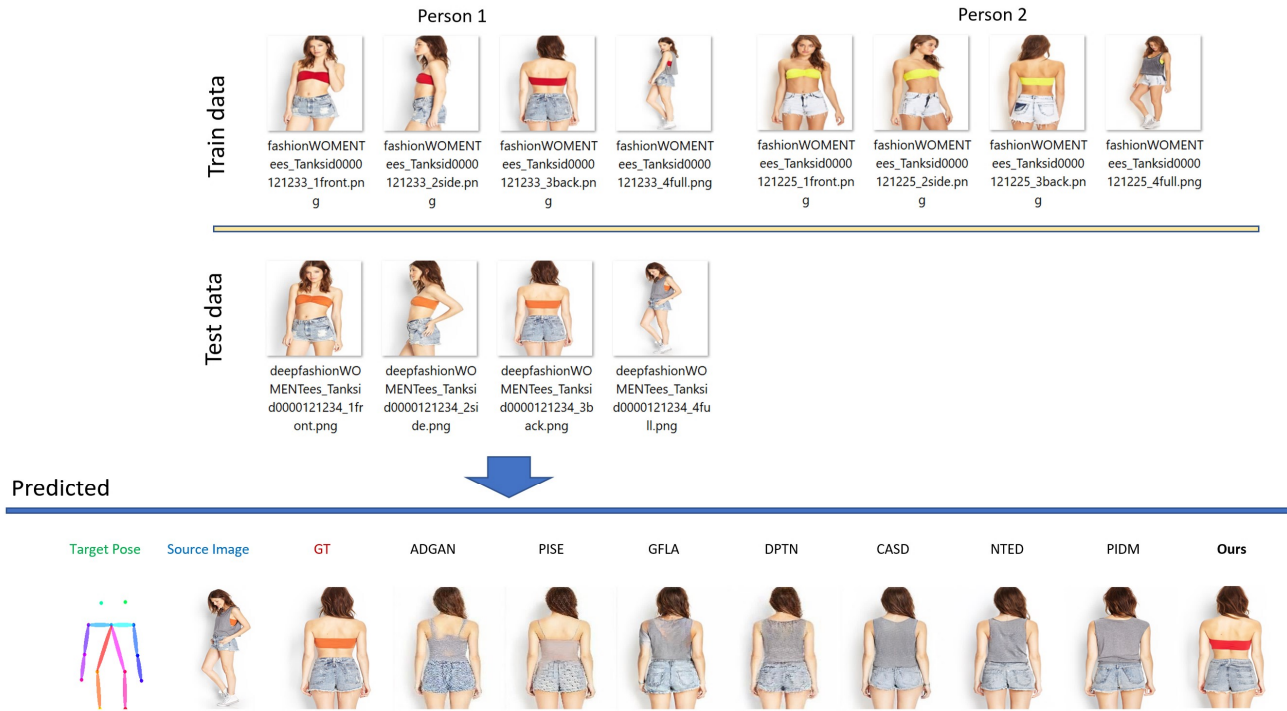 Person 1
Person 2
Train data
fashionWOMENT
ees_Tanksid0000
121233_1front.pn
g
fashionWOMENT
ees_Tanksid0000
121233_2side.pn
g
fashionWOMENT
ees_Tanksid0000
121233_3back.pn
g
fashionWOMENT
ees_Tanksid0000
121233_4full.png
fashionWOMENT
ees_Tanksid0000
121225_1front.pn
g
fashionWOMENT
ees_Tanksid0000
121225_2side.pn
g
fashionWOMENT
ees_Tanksid0000
121225_3back.pn
g
fashionWOMENT
ees_Tanksid0000
121225_4full.png
Test data
deepfashionWO
MENTees_Tanksi
d0000121234_1fr
ont.png
deepfashionWO
MENTees_Tanksi
d0000121234_2si
de.png
deepfashionWO
MENTees_Tanksi
d0000121234_3b
ack.png
deepfashionWO
MENTees_Tanksi
d0000121234_4fu
ll.png
Predicted
Target Pose
Source Image
GT
ADGAN
PISE
GFLA
DPTN
CASD
NTED
PIDM
Ours